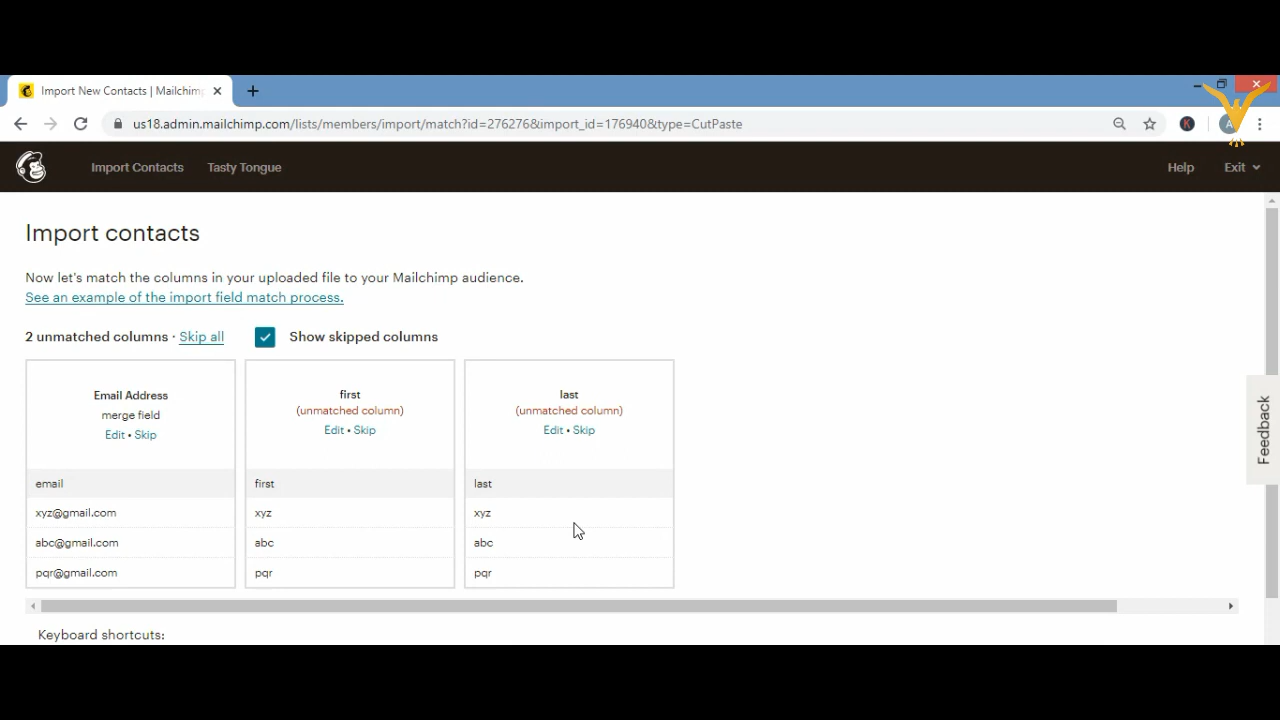 Import New Contacts | Mailchimp
us18.admin.mailchimp.com/lists/members/import/match?id=276276&import_id=176940&type=CutPaste
K
A
Import Contacts
Tasty Tongue
Help
Exit
Import contacts
Now let's match the columns in your uploaded file to your Mailchimp audience.
See an example of the import field match process.
2 unmatched columns · Skip all
Show skipped columns
Email Address
merge field
Edit • Skip
first
(unmatched column)
Edit • Skip
last
(unmatched column)
Edit • Skip
email
first
last
xyz@gmail.com
xyz
xyz
abc@gmail.com
abc
abc
pqr@gmail.com
pqr
pqr
Feedback
Keyboard shortcuts: